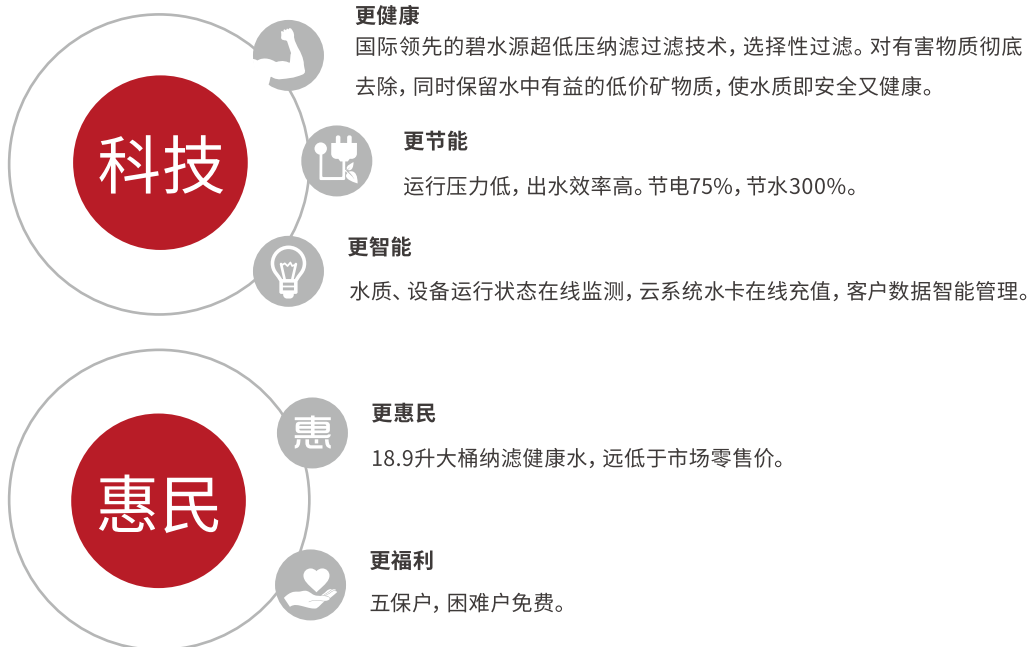 科技
更健康
国际领先的碧水源超低压纳滤过滤技术，选择性过滤。对有害物质彻底
去除，同时保留水中有益的低价矿物质，使水质即安全又健康。
更节能
运行压力低，出水效率高。节电75%，节水300%。
更智能
水质、设备运行状态在线监测，云系统水卡在线充值，客户数据智能管理。
惠民
惠
更惠民
18.9升大桶纳滤健康水，远低于市场零售价。
更福利
五保户，困难户免费。